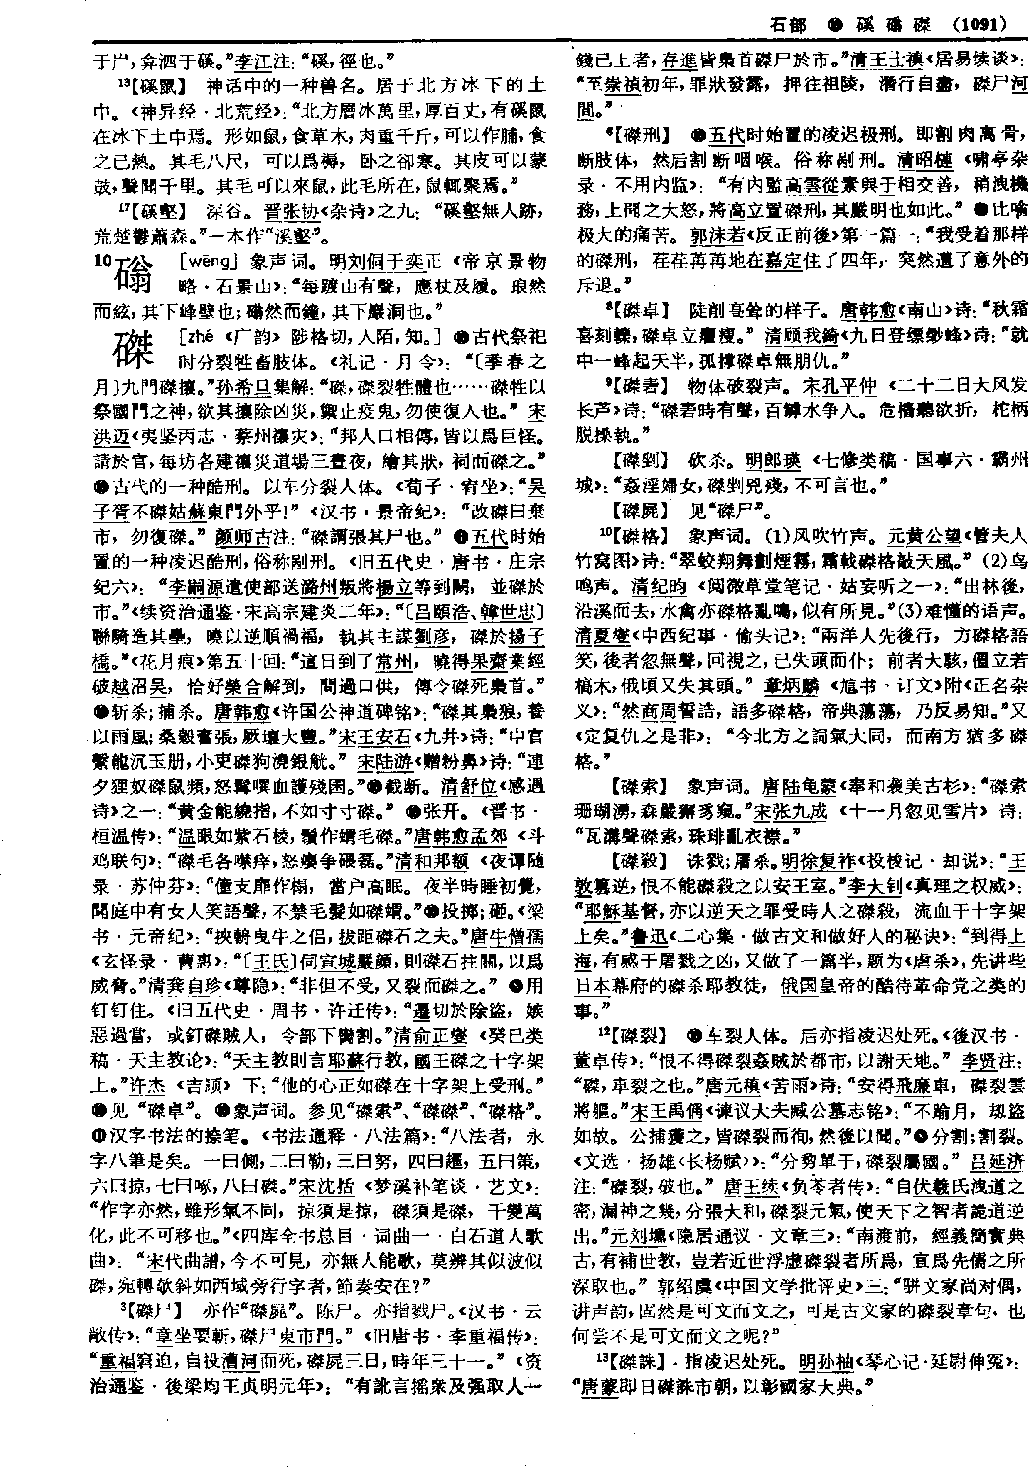 石部 ⑩ 磎 磻 磔 (1091)
于岸，弇泗于磎。”李江注：“磎，徑也。”
13【磎鼠】 神话中的一种兽名。居于北方冰下的土
中。《神异经·北荒经》：“北方層冰萬里，厚百丈，有磎鼠
在冰下土中焉。形如鼠，食草木，肉重千斤，可以作脯，食
之已熱。其毛八尺，可以爲褥，卧之卻寒。其皮可以蒙
鼓，聲聞千里。其毛可以來鼠，此毛所在，鼠輒聚焉。”
17【磎壑】 深谷。晋张协《杂诗》之九：“磎壑無人跡，
荒楚鬱蕭森。”一本作“溪壑”。
10 [wēng] 象声词。明刘侗于奕正《帝京景物
略·石景山》：“每踱山有聲，應杖及履。琅然
而絃，其下峰壁也；然而鐘，其下巖洞也。”
磔 [zhé 《广韵》陟格切，入陌，知。] ❶古代祭祀
时分裂牲畜肢体。《礼记·月令》：“〔季春之
月〕九門磔攘。”孙希旦集解：“磔，磔裂牲體也……磔牲以
祭國門之神，欲其攘除凶災，禦止疫鬼，勿使復入也。”宋
洪迈《夷坚丙志·蔡州禳灾》：“邦人口相傳，皆以爲巨怪。
請於官，每坊各建禳災道場三晝夜，繪其狀，祠而磔之。”
❷古代的一种酷刑。以车分裂人体。《荀子·宥坐》：“吴
子胥不磔姑蘇東門外乎！”《汉书·景帝纪》：“改磔曰棄
市，勿復磔。”颜师古注：“磔謂張其尸也。”❸五代时始
置的一种凌迟酷刑，俗称剐刑。《旧五代史·唐书·庄宗
纪六》：“李嗣源遣使部送潞州叛將楊立等到闕，並磔於
市。”《续资治通鉴·宋高宗建炎二年》：“〔吕頤浩、韓世忠〕
聯騎造其壘，曉以逆順禍福，執其主謀劉彦，磔於揚子
橋。”《花月痕》第五十回：“這日到了常州，曉得果齋業經
破越沼吴，恰好榮合解到，問過口供，傳令磔死梟首。”
❹斩杀；捕杀。唐韩愈《许国公神道碑铭》：“磔其梟狼，養
以雨風；桑穀奮張，厥壤大豐。”宋王安石《九井》诗：“中官
繫龍沉玉册，小吏磔狗澆銀觥。”宋陆游《赠粉鼻》诗：“連
夕狸奴磔鼠頻，怒髯噀血護殘囷。”❺截断。清舒位《感遇
诗》之一：“黄金能繞指，不如寸寸磔。”❻张开。《晋书·
桓温传》：“温眼如紫石棱，鬚作蝟毛磔。”唐韩愈孟郊《斗
鸡联句》：“磔毛各噤痒，怒癭争碨磊。”清和邦额《夜谭随
录·苏仲芬》：“僮支扉作榻，當户高眠。夜半時睡初覺，
聞庭中有女人笑語聲，不禁毛髮如磔蝟。”❼投掷；砸。《梁
书·元帝纪》：“挾輈曳牛之侣，拔距磔石之夫。”唐牛僧孺
《玄怪录·曹惠》：“〔王氏〕伺宣城嚴顔，則磔石抂關，以爲
威脅。”清龚自珍《尊隐》：“非但不受，又裂而磔之。”❽用
钉钉住。《旧五代史·周书·许迁传》：“遷切於除盜，嫉
惡過當，或釘磔賊人，令部下臠割。”清俞正燮《癸巳类
稿·天主教论》：“天主教則言耶蘇行教，國王磔之十字架
上。”许杰《吉顺》下：“他的心正如磔在十字架上受刑。”
❾见“磔卓”。❿象声词。参见“磔索”、“磔磔”、“磔格”。
⓫汉字书法的捺笔。《书法通释·八法篇》：“八法者，永
字八筆是矣。一曰側，二曰勒，三曰努，四曰趯，五曰策，
六曰掠，七曰啄，八曰磔。”宋沈括《梦溪补笔谈·艺文》：
“作字亦然，雖形氣不同，掠須是掠，磔須是磔，千變萬
化，此不可移也。”《四库全书总目·词曲一·白石道人歌
曲》：“宋代曲譜，今不可見，亦無人能歌，莫辨其似波似
磔，宛轉欹斜如西域旁行字者，節奏安在？”
3【磔尸】 亦作“磔屍”。陈尸。亦指戮尸。《汉书·云
敞传》：“章坐要斬，磔尸東市門。”《旧唐书·李重福传》：
“重福窘迫，自投漕河而死，磔屍三日，時年三十一。”《资
治通鉴·後梁均王贞明元年》：“有訛言摇衆及强取人一
錢已上者，存進皆梟首磔尸於市。”清王士禛《居易续谈》：
“至崇禎初年，罪狀發露，押往祖陵，潛行自盡，磔尸河
間。”
6【磔刑】 ❶五代时始置的凌迟极刑。即割肉离骨，
断肢体，然后割断咽喉。俗称剐刑。清昭梿《啸亭杂
录·不用内监》：“有内監高雲從素與于相交善，稍洩機
務，上聞之大怒，將高立置磔刑，其嚴明也如此。”❷比喻
极大的痛苦。郭沫若《反正前後》第一篇一：“我受着那样
的磔刑，荏荏苒苒地在嘉定住了四年，突然遭了意外的
斥退。”
8【磔卓】 陡削高耸的样子。唐韩愈《南山》诗：“秋霜
喜刻轢，磔卓立癯瘦。”清顾我锜《九日登缥缈峰》诗：“就
中一峰起天半，孤撑磔卓無朋仇。”
9【磔砉】 物体破裂声。宋孔平仲《二十二日大风发
长芦》诗：“磔砉時有聲，百罅水争入。危檣聽欲折，柁柄
脱操執。”
【磔剉】 砍杀。明郎瑛《七修类稿·国事六·霸州
城》：“姦淫婦女，磔剉兇殘，不可言也。”
【磔屍】 见“磔尸”。
10【磔格】 象声词。(1)风吹竹声。元黄公望《管夫人
竹窝图》诗：“翠蛟翔舞劃煙霧，霜戟磔格敲天風。”(2)鸟
鸣声。清纪昀《阅微草堂笔记·姑妄听之一》：“出林後，
沿溪而去，水禽亦磔格亂鳴，似有所見。”(3)难懂的语声。
清夏燮《中西纪事·偷头记》：“兩洋人先後行，方磔格語
笑，後者忽無聲，回視之，已失頭而仆；前者大駭，僵立若
槁木，俄頃又失其頭。”章炳麟《訄书·订文》附《正名杂
义》：“然商周誓誥，語多磔格，帝典蕩蕩，乃反易知。”又
《定复仇之是非》：“今北方之詞氣大同，而南方猶多磔
格。”
【磔索】 象声词。唐陆龟蒙《奉和袭美古杉》：“磔索
珊瑚湧，森嚴獬豸窺。”宋张九成《十一月忽见雪片》诗：
“瓦溝聲磔索，珠琲亂衣襟。”
【磔殺】 诛戮；屠杀。明徐复祚《投梭记·却说》：“王
敦篡逆，恨不能磔殺之以安王室。”李大钊《真理之权威》：
“耶穌基督，亦以逆天之罪受時人之磔殺，流血于十字架
上矣。”鲁迅《二心集·做古文和做好人的秘诀》：“到得上
海，有感于屠戮之凶，又做了一篇半，题为《虐杀》，先讲些
日本幕府的磔杀耶教徒，俄国皇帝的酷待革命党之类的
事。”
12【磔裂】 ❶车裂人体。后亦指凌迟处死。《後汉书·
董卓传》：“恨不得磔裂姦賊於都市，以謝天地。”李贤注：
“磔，車裂之也。”唐元稹《苦雨》诗：“安得飛廉車，磔裂雲
將軀。”宋王禹偁《谏议大夫臧公墓志铭》：“不踰月，劫盜
如故。公捕獲之，皆磔裂而徇，然後以聞。”❷分割；割裂。
《文选·扬雄〈长杨赋〉》：“分剪單于，磔裂屬國。”吕延济
注：“磔裂，破也。”唐王绩《负苓者传》：“自伏羲氏洩道之
密，漏神之幾，分張大和，磔裂元氣，使天下之智者詭道逆
出。”元刘壎《隐居通议·文章三》：“南渡前，經義簡實典
古，有補世教，豈若近世浮虚磔裂者所爲，宜爲先儒之所
深取也。”郭绍虞《中国文学批评史》三：“骈文家尚对偶，
讲声韵，固然是可文而文之，可是古文家的磔裂章句，也
何尝不是可文而文之呢？”
13【磔誅】 指凌迟处死。明孙柚《琴心记·廷尉伸冤》：
“唐蒙即日磔誅市朝，以彰國家大典。”